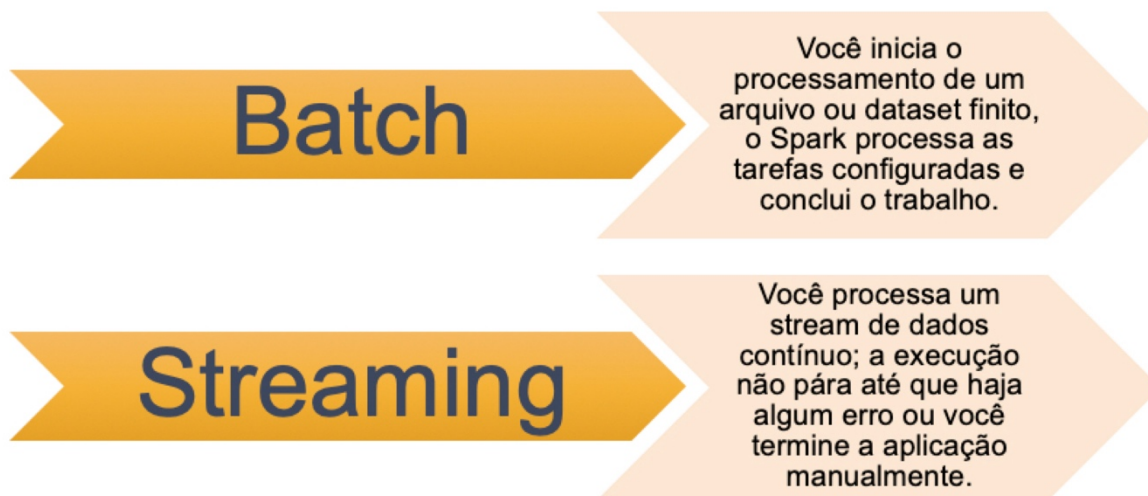 Batch
Você inicia o
processamento de um
arquivo ou dataset finito,
o Spark processa as
tarefas configuradas e
conclui o trabalho.
Streaming
Você processa um
stream de dados
contínuo; a execução
não pára até que haja
algum erro ou você
termine a aplicação
manualmente.